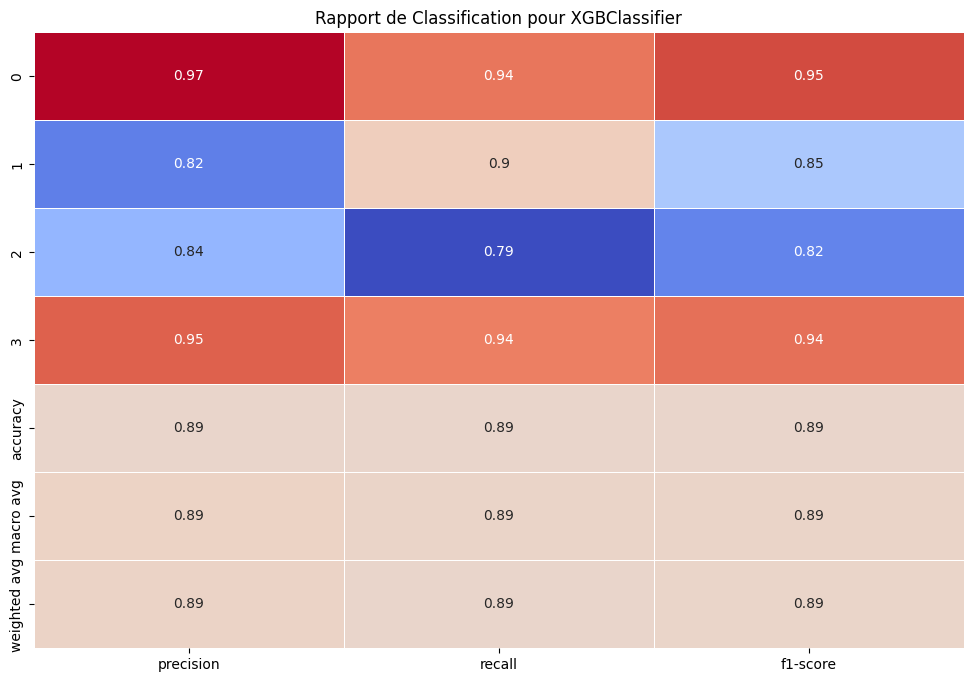 Rapport de Classification pour XGBClassifier
0 0.97 0.94 0.95
1 0.82 0.9 0.85
2 0.84 0.79 0.82
3 0.95 0.94 0.94
accuracy 0.89 0.89 0.89
macro avg 0.89 0.89 0.89
weighted avg 0.89 0.89 0.89
precision recall f1-score